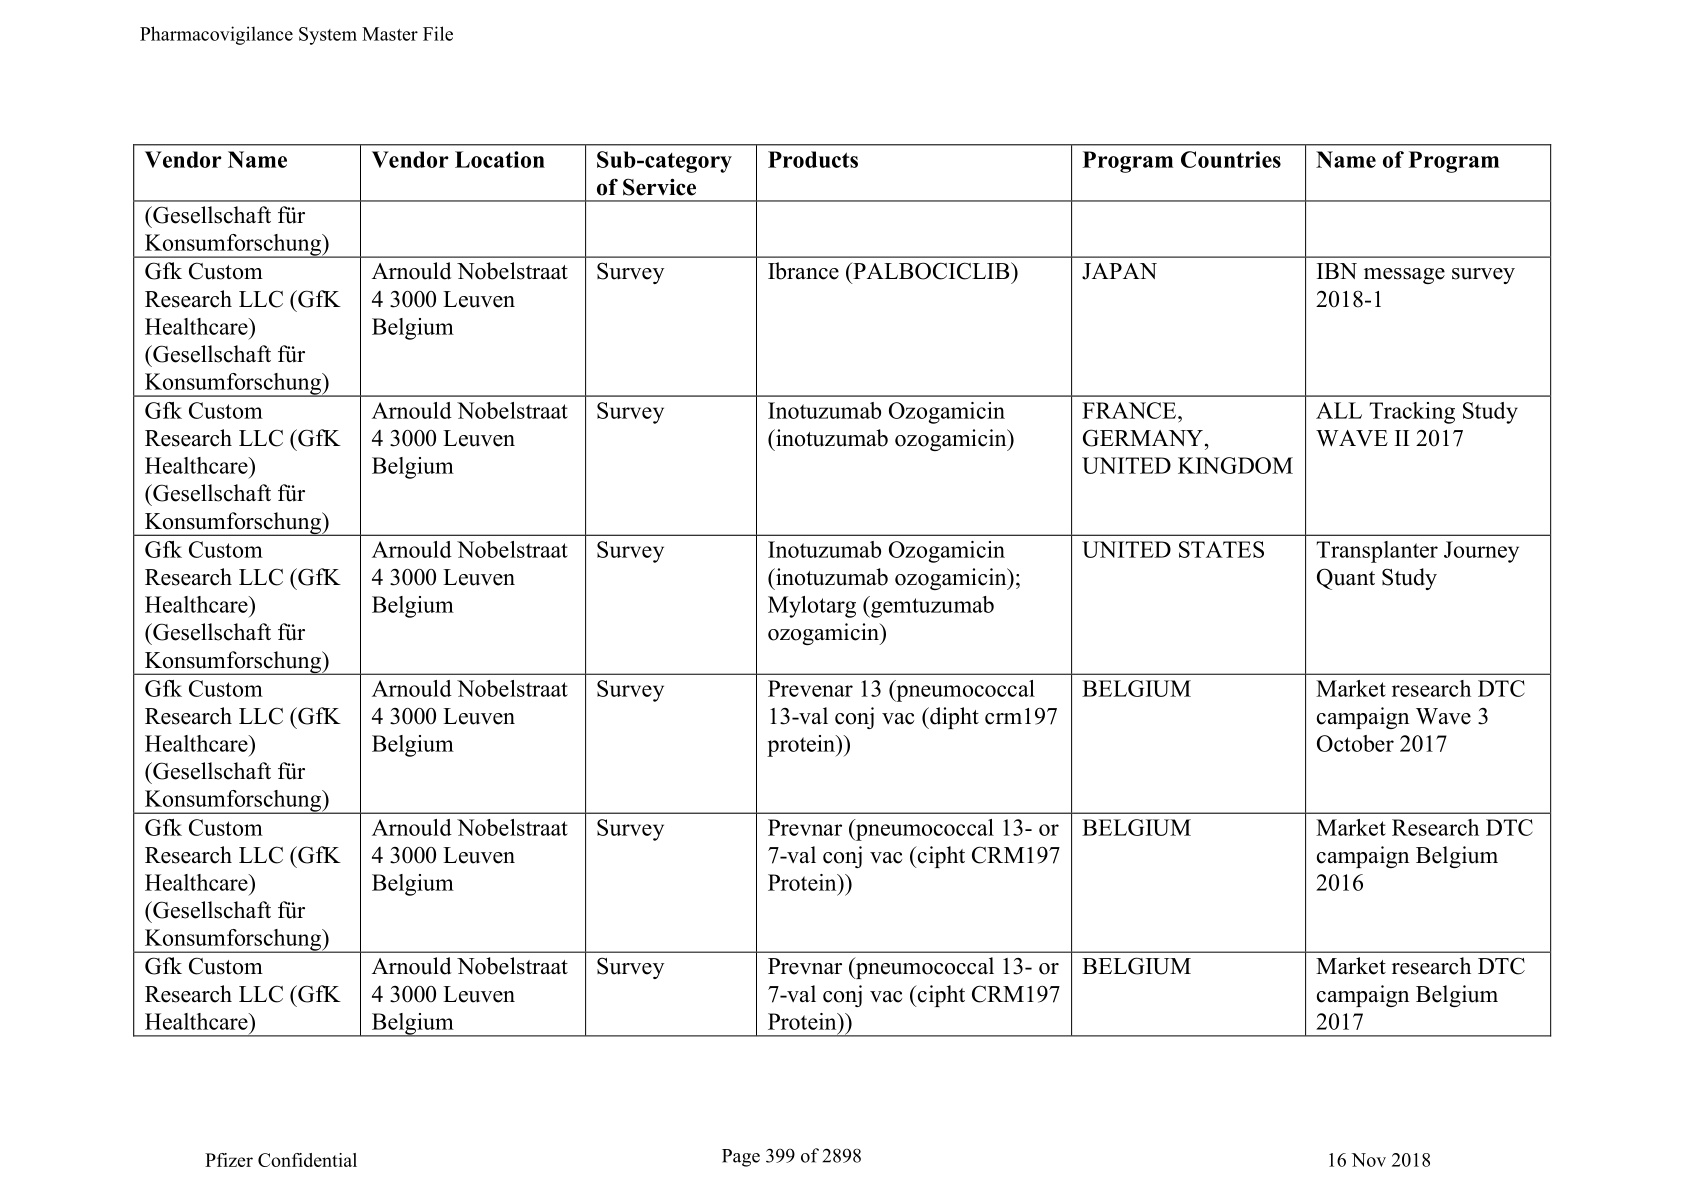 Pharmacovigilance System Master File
Vendor Name
Vendor Location
Sub-category
of Service
Products
Program Countries
Name of Program
(Gesellschaft für
Konsumforschung)
Gfk Custom
Research LLC (GfK
Healthcare)
(Gesellschaft für
Konsumforschung)
Arnould Nobelstraat
4 3000 Leuven
Belgium
Survey
Ibrance (PALBOCICLIB)
JAPAN
IBN message survey
2018-1
Gfk Custom
Research LLC (GfK
Healthcare)
(Gesellschaft für
Konsumforschung)
Arnould Nobelstraat
4 3000 Leuven
Belgium
Survey
Inotuzumab Ozogamicin
(inotuzumab ozogamicin)
FRANCE,
GERMANY,
UNITED KINGDOM
ALL Tracking Study
WAVE II 2017
Gfk Custom
Research LLC (GfK
Healthcare)
(Gesellschaft für
Konsumforschung)
Arnould Nobelstraat
4 3000 Leuven
Belgium
Survey
Inotuzumab Ozogamicin
(inotuzumab ozogamicin);
Mylotarg (gemtuzumab
ozogamicin)
UNITED STATES
Transplanter Journey
Quant Study
Gfk Custom
Research LLC (GfK
Healthcare)
(Gesellschaft für
Konsumforschung)
Arnould Nobelstraat
4 3000 Leuven
Belgium
Survey
Prevenar 13 (pneumococcal
13-val conj vac (dipht crm197
protein))
BELGIUM
Market research DTC
campaign Wave 3
October 2017
Gfk Custom
Research LLC (GfK
Healthcare)
(Gesellschaft für
Konsumforschung)
Arnould Nobelstraat
4 3000 Leuven
Belgium
Survey
Prevnar (pneumococcal 13- or
7-val conj vac (cipht CRM197
Protein))
BELGIUM
Market Research DTC
campaign Belgium
2016
Gfk Custom
Research LLC (GfK
Healthcare)
Arnould Nobelstraat
4 3000 Leuven
Belgium
Survey
Prevnar (pneumococcal 13- or
7-val conj vac (cipht CRM197
Protein))
BELGIUM
Market research DTC
campaign Belgium
2017
Pfizer Confidential
Page 399 of 2898
16 Nov 2018